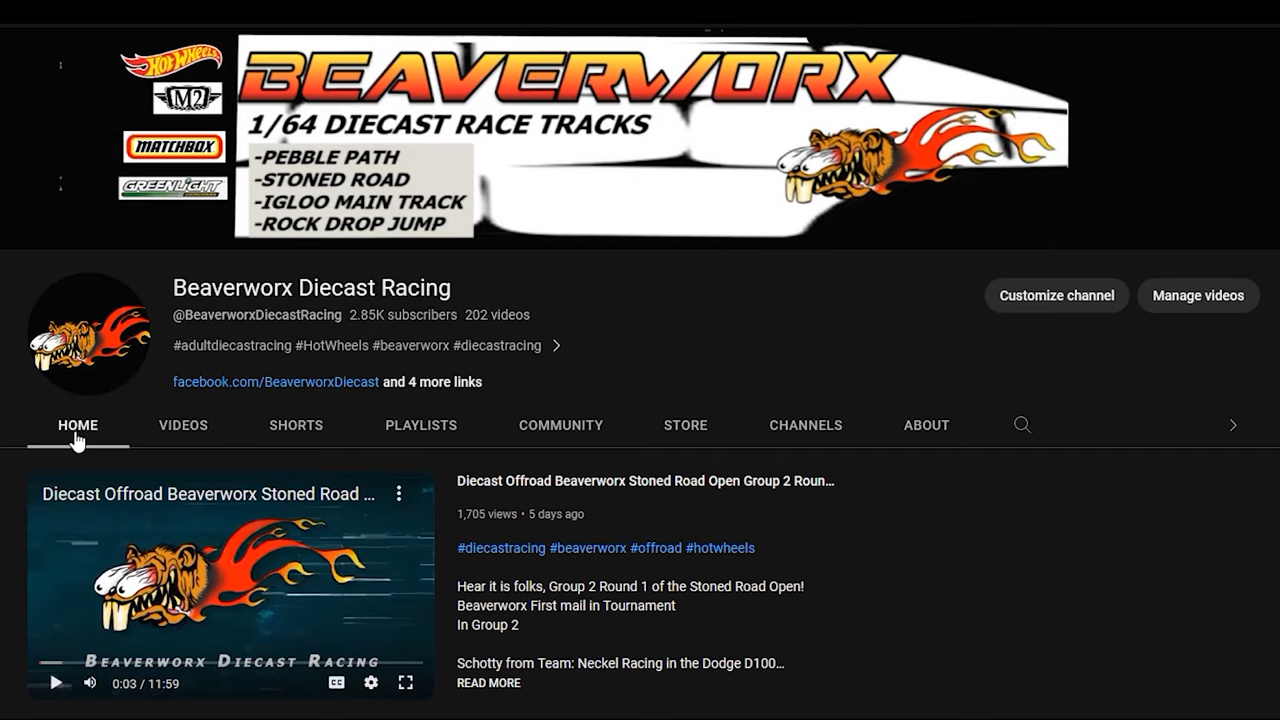 HOT WHEELS
M2
MATCHBOX
GREENLIGHT
BEAVERWORX
1/64 DIECAST RACE TRACKS
-PEBBLE PATH
-STONED ROAD
-IGLOO MAIN TRACK
-ROCK DROP JUMP
Beaverworx Diecast Racing
@BeaverworxDiecastRacing 2.85K subscribers 202 videos
#adultdiecastracing #HotWheels #beaverworx #diecastracing
facebook.com/BeaverworxDiecast and 4 more links
Customize channel
Manage videos
HOME VIDEOS SHORTS PLAYLISTS COMMUNITY STORE CHANNELS ABOUT
Diecast Offroad Beaverworx Stoned Road ...
BEAVERWORX DIECAST RACING
0:03 / 11:59
CC
Diecast Offroad Beaverworx Stoned Road Open Group 2 Roun...
1,705 views • 5 days ago
#diecastracing #beaverworx #offroad #hotwheels
Hear it is folks, Group 2 Round 1 of the Stoned Road Open!
Beaverworx First mail in Tournament
In Group 2
Schotty from Team: Neckel Racing in the Dodge D100...
READ MORE